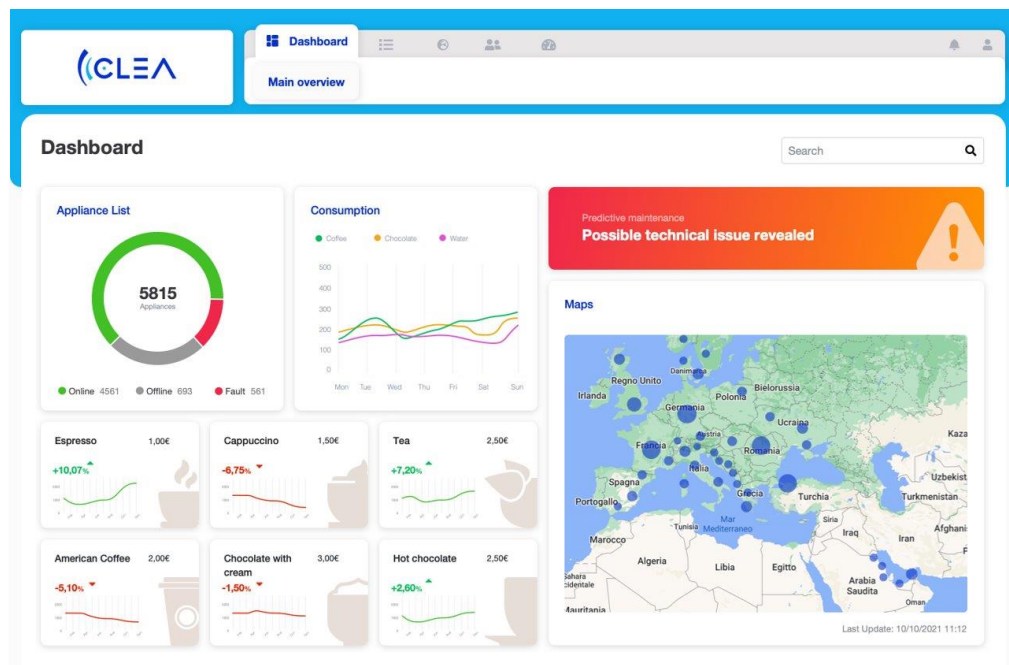 CLEA
Dashboard
Main overview
Dashboard
Search
Appliance List
5815
Appliances
Online 4561
Offline 693
Fault 561
Consumption
Coffee
Chocolate
Water
500
400
300
200
100
0
Mon Tue Wed Thu Fri Sat Sun
Predictive maintenance
Possible technical issue revealed
Espresso 1,00€
+10,07%
Cappuccino 1,50€
-6,75%
Tea 2,50€
+7,20%
American Coffee 2,00€
-5,10%
Chocolate with 3,00€
cream
-1,50%
Hot chocolate 2,50€
+2,60%
Maps
Regno Unito
Danimarca
Irlanda
Polonia
Bielorussia
Germania
Ucraina
Austria
Kaza
Francia
Romania
Italia
Spagna
Uzbekist
Portogallo
Grecia
Turchia
Turkmenistan
Mar
Mediterraneo
Tunisia
Siria
Afghani
Marocco
Iraq
Iran
Algeria
Libia
Egitto
Sahara
cidentale
Arabia
Saudita
Oman
Mauritania
Last Update: 10/10/2021 11:12